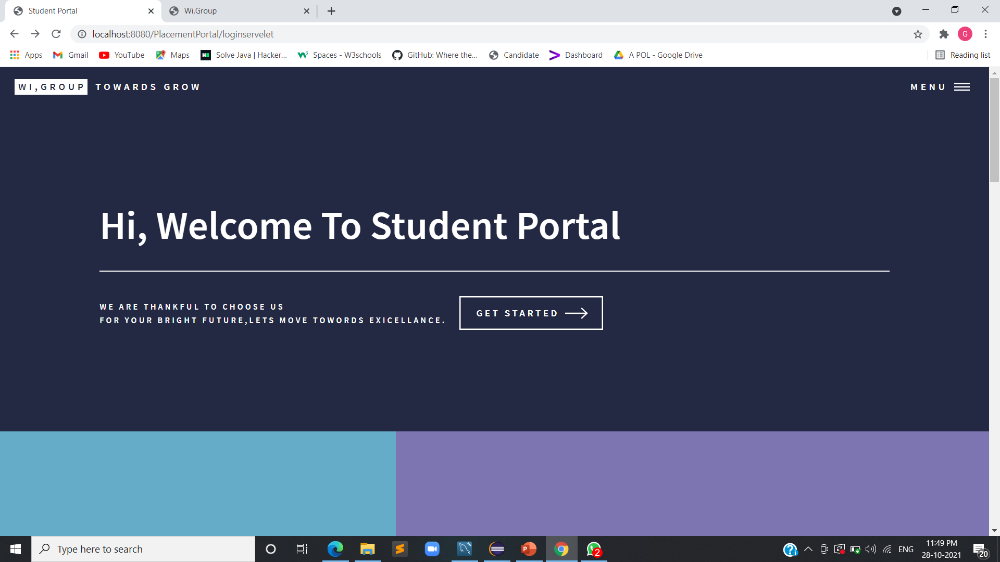 Student Portal
Wi,Group
localhost:8080/PlacementPortal/loginservelet
G
Apps
Gmail
YouTube
Maps
Solve Java | Hacker...
Spaces - W3schools
GitHub: Where the...
Candidate
Dashboard
A POL - Google Drive
Reading list
WI,GROUP TOWARDS GROW
MENU
Hi, Welcome To Student Portal
WE ARE THANKFUL TO CHOOSE US
FOR YOUR BRIGHT FUTURE,LETS MOVE TOWORDS EXICELLANCE.
GET STARTED
Type here to search
2
ENG
11:49 PM
28-10-2021
20